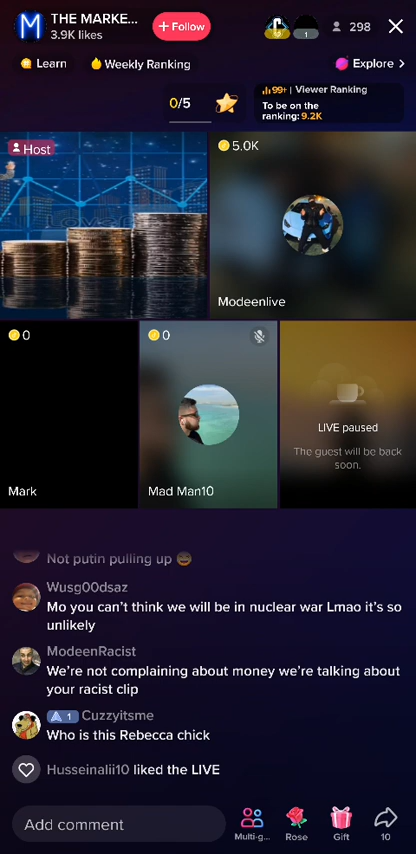 M THE MARKE...
3.9K likes
+ Follow
1
298
Learn
Weekly Ranking
Explore >
0/5
99+ | Viewer Ranking
To be on the
ranking: 9.2K
Host
5.0K
Modeenlive
0
Mark
0
Mad Man10
LIVE paused
The guest will be back
soon.
Not putin pulling up 😅
Wusg00dsaz
Mo you can't think we will be in nuclear war Lmao it's so
unlikely
ModeenRacist
We're not complaining about money we're talking about
your racist clip
1 Cuzzyitsme
Who is this Rebecca chick
Husseinalii10 liked the LIVE
Add comment
Multi-g...
Rose
Gift
10